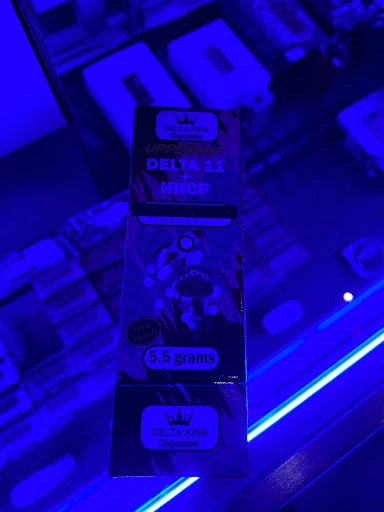 DELTA KING
Disposable
DELTA 11
+
HHCP
5.5 grams
DELTA KING
Disposable